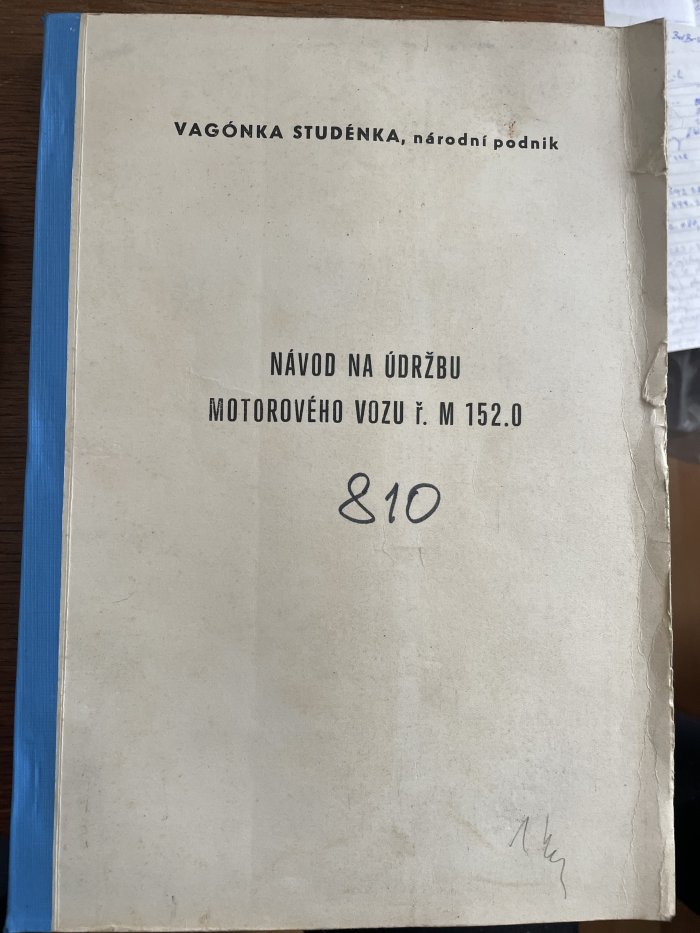 VAGÓNKA STUDÉNKA, národní podnik
NÁVOD NA ÚDRŽBU
MOTOROVÉHO VOZU ř. M 152.0
810